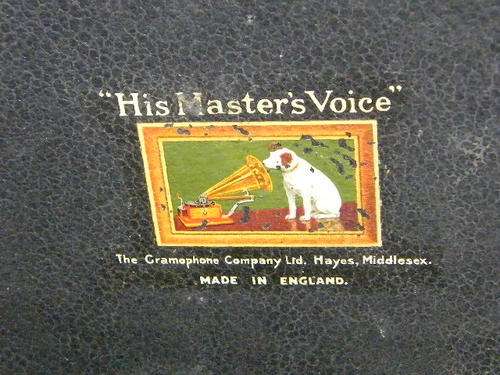 "His Master's Voice"
The Gramophone Company Ltd. Hayes, Middlesex.
MADE IN ENGLAND.